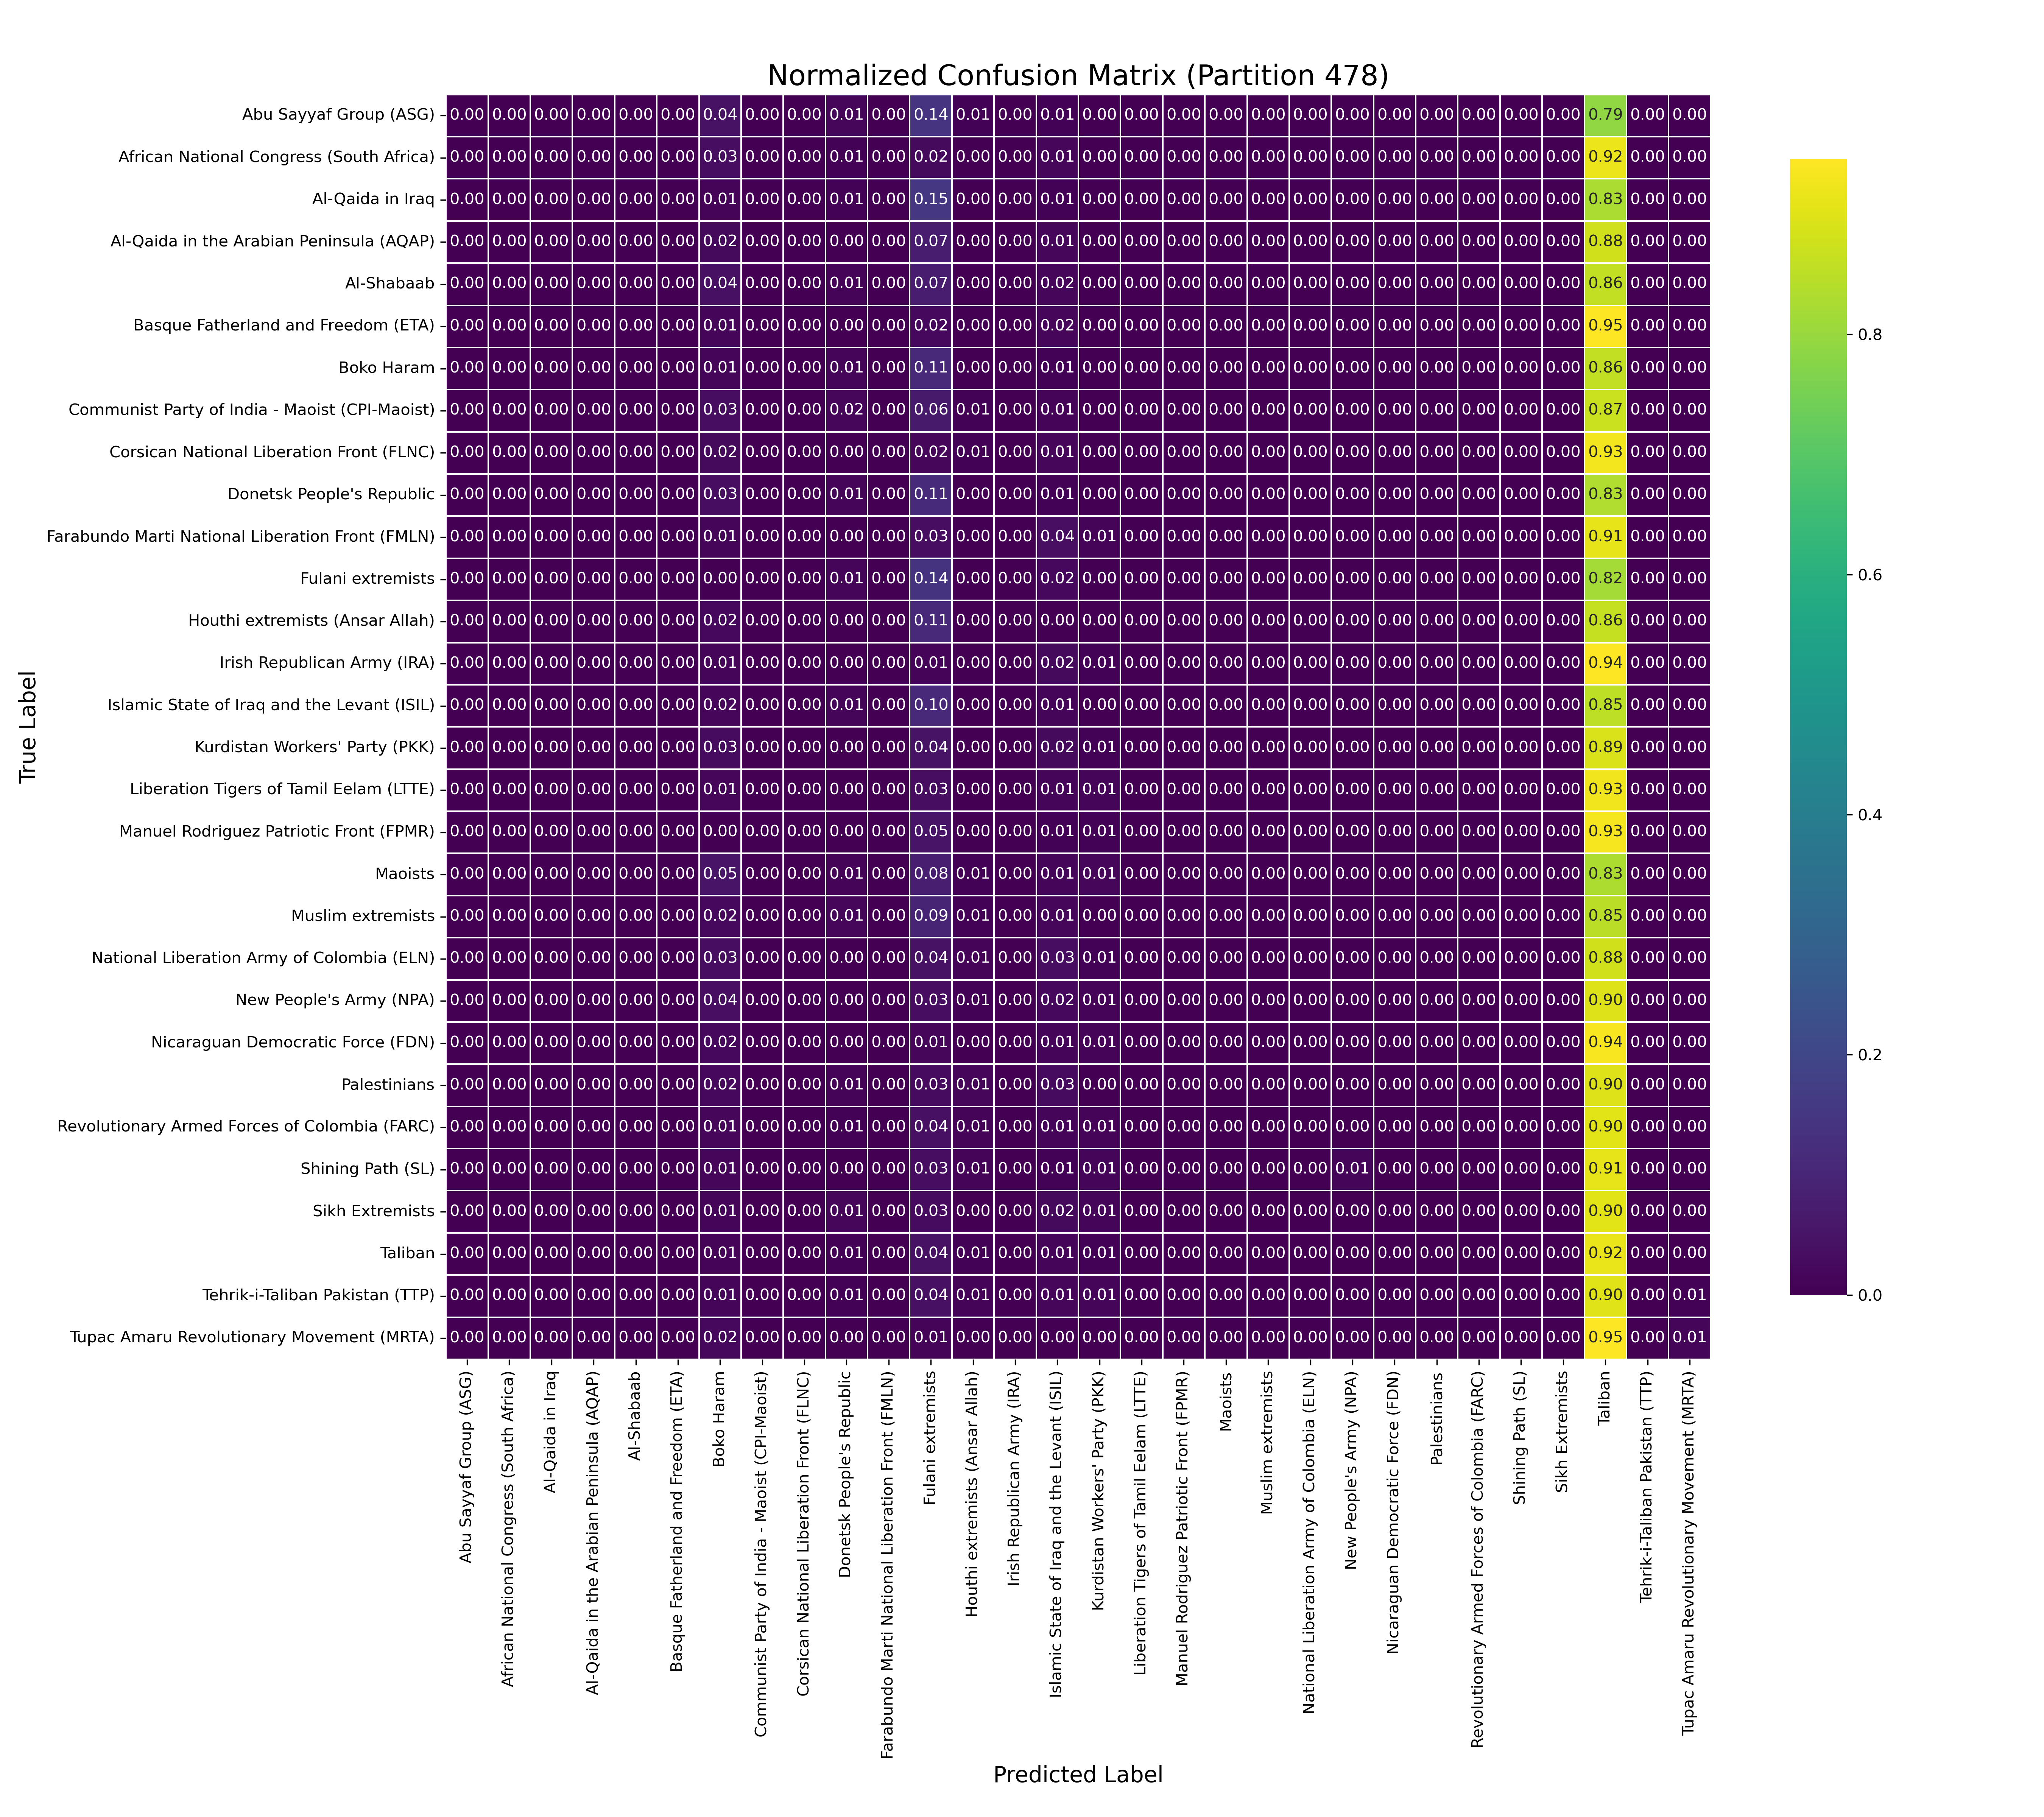 Normalized Confusion Matrix (Partition 478)
Abu Sayyaf Group (ASG) 0.00 0.00 0.00 0.00 0.00 0.00 0.04 0.00 0.00 0.01 0.00 0.14 0.01 0.00 0.01 0.00 0.00 0.00 0.00 0.00 0.00 0.00 0.00 0.00 0.00 0.00 0.00 0.79 0.00 0.00
African National Congress (South Africa) 0.00 0.00 0.00 0.00 0.00 0.00 0.03 0.00 0.00 0.01 0.00 0.02 0.00 0.00 0.01 0.00 0.00 0.00 0.00 0.00 0.00 0.00 0.00 0.00 0.00 0.00 0.00 0.92 0.00 0.00
Al-Qaida in Iraq 0.00 0.00 0.00 0.00 0.00 0.00 0.01 0.00 0.00 0.01 0.00 0.15 0.00 0.00 0.01 0.00 0.00 0.00 0.00 0.00 0.00 0.00 0.00 0.00 0.00 0.00 0.00 0.83 0.00 0.00
Al-Qaida in the Arabian Peninsula (AQAP) 0.00 0.00 0.00 0.00 0.00 0.00 0.02 0.00 0.00 0.01 0.00 0.07 0.00 0.00 0.01 0.00 0.00 0.00 0.00 0.00 0.00 0.00 0.00 0.00 0.00 0.00 0.00 0.88 0.00 0.00
Al-Shabaab 0.00 0.00 0.00 0.00 0.00 0.00 0.04 0.00 0.00 0.01 0.00 0.07 0.00 0.00 0.02 0.00 0.00 0.00 0.00 0.00 0.00 0.00 0.00 0.00 0.00 0.00 0.00 0.86 0.00 0.00
Basque Fatherland and Freedom (ETA) 0.00 0.00 0.00 0.00 0.00 0.00 0.01 0.00 0.00 0.00 0.00 0.02 0.00 0.00 0.02 0.00 0.00 0.00 0.00 0.00 0.00 0.00 0.00 0.00 0.00 0.00 0.00 0.95 0.00 0.00
Boko Haram 0.00 0.00 0.00 0.00 0.00 0.00 0.01 0.00 0.00 0.01 0.00 0.11 0.00 0.00 0.01 0.00 0.00 0.00 0.00 0.00 0.00 0.00 0.00 0.00 0.00 0.00 0.00 0.86 0.00 0.00
Communist Party of India - Maoist (CPI-Maoist) 0.00 0.00 0.00 0.00 0.00 0.00 0.03 0.00 0.00 0.02 0.00 0.06 0.01 0.00 0.01 0.00 0.00 0.00 0.00 0.00 0.00 0.00 0.00 0.00 0.00 0.00 0.00 0.87 0.00 0.00
Corsican National Liberation Front (FLNC) 0.00 0.00 0.00 0.00 0.00 0.00 0.02 0.00 0.00 0.00 0.00 0.02 0.01 0.00 0.01 0.00 0.00 0.00 0.00 0.00 0.00 0.00 0.00 0.00 0.00 0.00 0.00 0.93 0.00 0.00
Donetsk People's Republic 0.00 0.00 0.00 0.00 0.00 0.00 0.03 0.00 0.00 0.01 0.00 0.11 0.00 0.00 0.01 0.00 0.00 0.00 0.00 0.00 0.00 0.00 0.00 0.00 0.00 0.00 0.00 0.83 0.00 0.00
Farabundo Marti National Liberation Front (FMLN) 0.00 0.00 0.00 0.00 0.00 0.00 0.01 0.00 0.00 0.00 0.00 0.03 0.00 0.00 0.04 0.01 0.00 0.00 0.00 0.00 0.00 0.00 0.00 0.00 0.00 0.00 0.00 0.91 0.00 0.00
Fulani extremists 0.00 0.00 0.00 0.00 0.00 0.00 0.00 0.00 0.00 0.01 0.00 0.14 0.00 0.00 0.02 0.00 0.00 0.00 0.00 0.00 0.00 0.00 0.00 0.00 0.00 0.00 0.00 0.82 0.00 0.00
Houthi extremists (Ansar Allah) 0.00 0.00 0.00 0.00 0.00 0.00 0.02 0.00 0.00 0.00 0.00 0.11 0.00 0.00 0.00 0.00 0.00 0.00 0.00 0.00 0.00 0.00 0.00 0.00 0.00 0.00 0.00 0.86 0.00 0.00
Irish Republican Army (IRA) 0.00 0.00 0.00 0.00 0.00 0.00 0.01 0.00 0.00 0.00 0.00 0.01 0.00 0.00 0.02 0.01 0.00 0.00 0.00 0.00 0.00 0.00 0.00 0.00 0.00 0.00 0.00 0.94 0.00 0.00
Islamic State of Iraq and the Levant (ISIL) 0.00 0.00 0.00 0.00 0.00 0.00 0.02 0.00 0.00 0.01 0.00 0.10 0.00 0.00 0.01 0.00 0.00 0.00 0.00 0.00 0.00 0.00 0.00 0.00 0.00 0.00 0.00 0.85 0.00 0.00
Kurdistan Workers' Party (PKK) 0.00 0.00 0.00 0.00 0.00 0.00 0.03 0.00 0.00 0.00 0.00 0.04 0.00 0.00 0.02 0.01 0.00 0.00 0.00 0.00 0.00 0.00 0.00 0.00 0.00 0.00 0.00 0.89 0.00 0.00
Liberation Tigers of Tamil Eelam (LTTE) 0.00 0.00 0.00 0.00 0.00 0.00 0.01 0.00 0.00 0.00 0.00 0.03 0.00 0.00 0.01 0.01 0.00 0.00 0.00 0.00 0.00 0.00 0.00 0.00 0.00 0.00 0.00 0.93 0.00 0.00
Manuel Rodriguez Patriotic Front (FPMR) 0.00 0.00 0.00 0.00 0.00 0.00 0.00 0.00 0.00 0.00 0.00 0.05 0.00 0.00 0.01 0.01 0.00 0.00 0.00 0.00 0.00 0.00 0.00 0.00 0.00 0.00 0.00 0.93 0.00 0.00
Maoists 0.00 0.00 0.00 0.00 0.00 0.00 0.05 0.00 0.00 0.01 0.00 0.08 0.01 0.00 0.01 0.01 0.00 0.00 0.00 0.00 0.00 0.00 0.00 0.00 0.00 0.00 0.00 0.83 0.00 0.00
Muslim extremists 0.00 0.00 0.00 0.00 0.00 0.00 0.02 0.00 0.00 0.01 0.00 0.09 0.01 0.00 0.01 0.00 0.00 0.00 0.00 0.00 0.00 0.00 0.00 0.00 0.00 0.00 0.00 0.85 0.00 0.00
National Liberation Army of Colombia (ELN) 0.00 0.00 0.00 0.00 0.00 0.00 0.03 0.00 0.00 0.00 0.00 0.04 0.01 0.00 0.03 0.01 0.00 0.00 0.00 0.00 0.00 0.00 0.00 0.00 0.00 0.00 0.00 0.88 0.00 0.00
New People's Army (NPA) 0.00 0.00 0.00 0.00 0.00 0.00 0.04 0.00 0.00 0.00 0.00 0.03 0.01 0.00 0.02 0.01 0.00 0.00 0.00 0.00 0.00 0.00 0.00 0.00 0.00 0.00 0.00 0.90 0.00 0.00
Nicaraguan Democratic Force (FDN) 0.00 0.00 0.00 0.00 0.00 0.00 0.02 0.00 0.00 0.00 0.00 0.01 0.00 0.00 0.01 0.01 0.00 0.00 0.00 0.00 0.00 0.00 0.00 0.00 0.00 0.00 0.00 0.94 0.00 0.00
Palestinians 0.00 0.00 0.00 0.00 0.00 0.00 0.02 0.00 0.00 0.01 0.00 0.03 0.01 0.00 0.03 0.00 0.00 0.00 0.00 0.00 0.00 0.00 0.00 0.00 0.00 0.00 0.00 0.90 0.00 0.00
Revolutionary Armed Forces of Colombia (FARC) 0.00 0.00 0.00 0.00 0.00 0.00 0.01 0.00 0.00 0.01 0.00 0.04 0.01 0.00 0.01 0.01 0.00 0.00 0.00 0.00 0.00 0.00 0.00 0.00 0.00 0.00 0.00 0.90 0.00 0.00
Shining Path (SL) 0.00 0.00 0.00 0.00 0.00 0.00 0.01 0.00 0.00 0.00 0.00 0.03 0.01 0.00 0.01 0.01 0.00 0.00 0.00 0.00 0.00 0.01 0.00 0.00 0.00 0.00 0.00 0.91 0.00 0.00
Sikh Extremists 0.00 0.00 0.00 0.00 0.00 0.00 0.01 0.00 0.00 0.01 0.00 0.03 0.00 0.00 0.02 0.01 0.00 0.00 0.00 0.00 0.00 0.00 0.00 0.00 0.00 0.00 0.00 0.90 0.00 0.00
Taliban 0.00 0.00 0.00 0.00 0.00 0.00 0.01 0.00 0.00 0.01 0.00 0.04 0.01 0.00 0.01 0.01 0.00 0.00 0.00 0.00 0.00 0.00 0.00 0.00 0.00 0.00 0.00 0.92 0.00 0.00
Tehrik-i-Taliban Pakistan (TTP) 0.00 0.00 0.00 0.00 0.00 0.00 0.01 0.00 0.00 0.01 0.00 0.04 0.01 0.00 0.01 0.01 0.00 0.00 0.00 0.00 0.00 0.00 0.00 0.00 0.00 0.00 0.00 0.90 0.00 0.01
Tupac Amaru Revolutionary Movement (MRTA) 0.00 0.00 0.00 0.00 0.00 0.00 0.02 0.00 0.00 0.00 0.00 0.01 0.00 0.00 0.00 0.00 0.00 0.00 0.00 0.00 0.00 0.00 0.00 0.00 0.00 0.00 0.00 0.95 0.00 0.01
True Label
Abu Sayyaf Group (ASG)
African National Congress (South Africa)
Al-Qaida in Iraq
Al-Qaida in the Arabian Peninsula (AQAP)
Al-Shabaab
Basque Fatherland and Freedom (ETA)
Boko Haram
Communist Party of India - Maoist (CPI-Maoist)
Corsican National Liberation Front (FLNC)
Donetsk People's Republic
Farabundo Marti National Liberation Front (FMLN)
Fulani extremists
Houthi extremists (Ansar Allah)
Irish Republican Army (IRA)
Islamic State of Iraq and the Levant (ISIL)
Kurdistan Workers' Party (PKK)
Liberation Tigers of Tamil Eelam (LTTE)
Manuel Rodriguez Patriotic Front (FPMR)
Maoists
Muslim extremists
National Liberation Army of Colombia (ELN)
New People's Army (NPA)
Nicaraguan Democratic Force (FDN)
Palestinians
Revolutionary Armed Forces of Colombia (FARC)
Shining Path (SL)
Sikh Extremists
Taliban
Tehrik-i-Taliban Pakistan (TTP)
Tupac Amaru Revolutionary Movement (MRTA)
Predicted Label
0.8
0.6
0.4
0.2
0.0